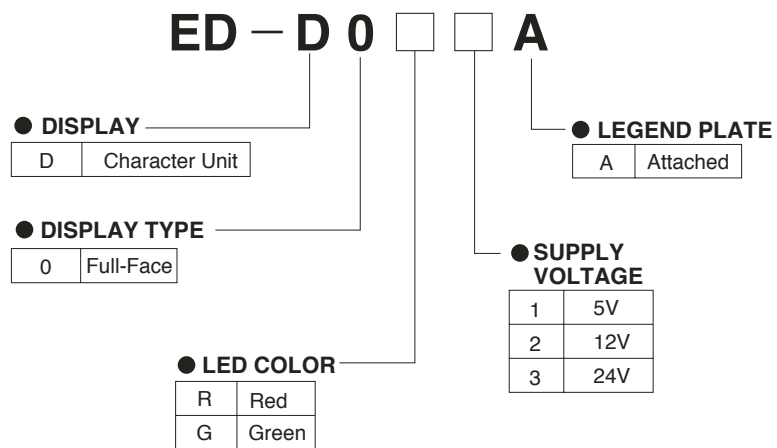 ED – D 0 □ □ A
● DISPLAY
D Character Unit
● LEGEND PLATE
A Attached
● DISPLAY TYPE
0 Full-Face
● SUPPLY
VOLTAGE
1 5V
2 12V
3 24V
● LED COLOR
R Red
G Green